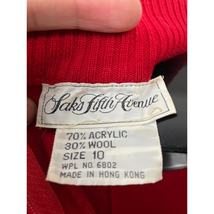 Saks Fifth Avenue
70% ACRYLIC
30% WOOL
SIZE 10
WPL NO. 6802
MADE IN HONG KONG